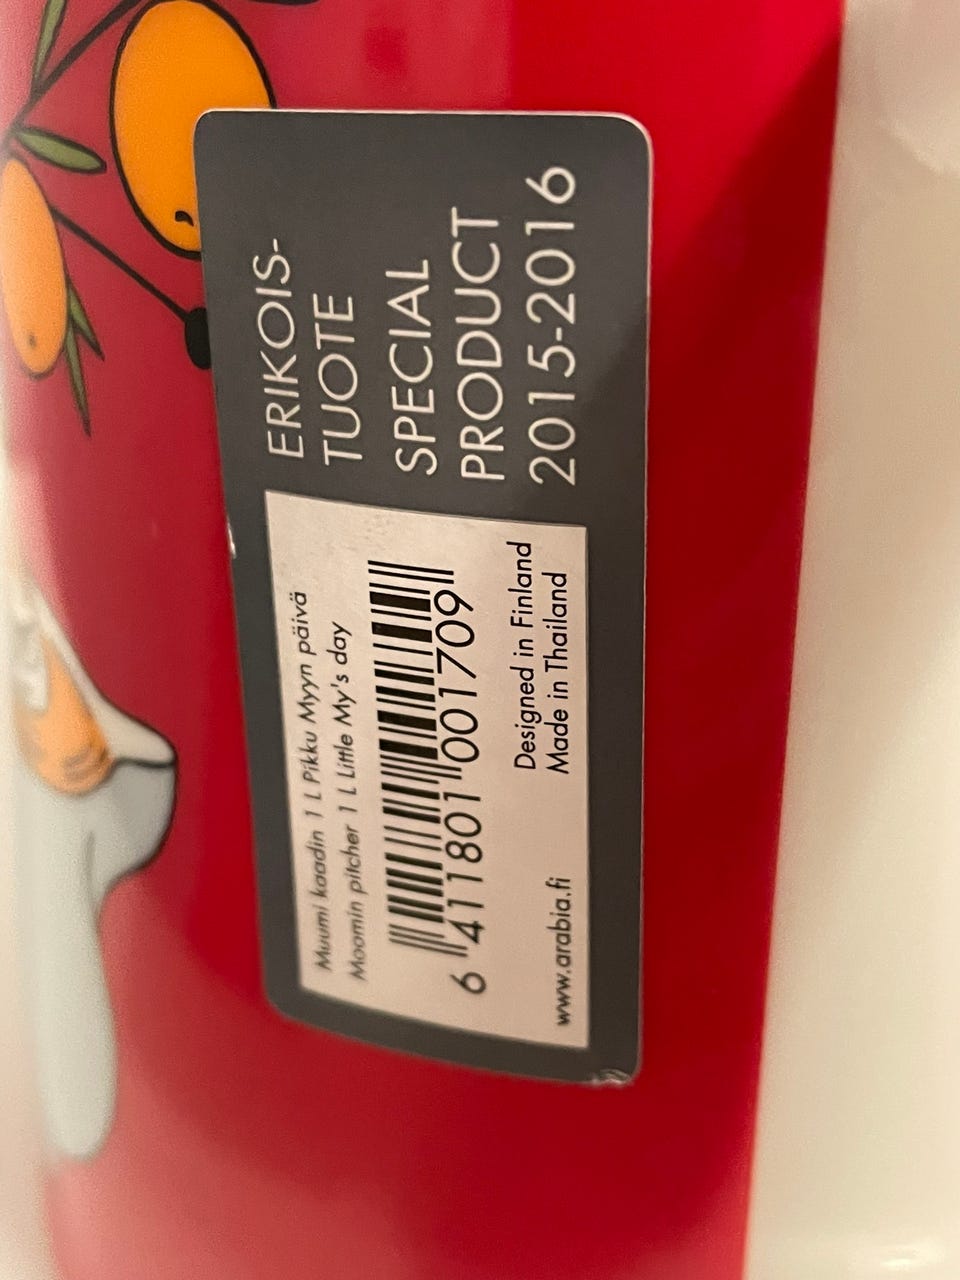 Muumi kaadin 1 L Pikku Myyn päivä
Moomin pitcher 1 L Little My's day
6 411801 001709
Designed in Finland
www.arabia.fi Made in Thailand
ERIKOIS-
TUOTE
SPECIAL
PRODUCT
2015-2016